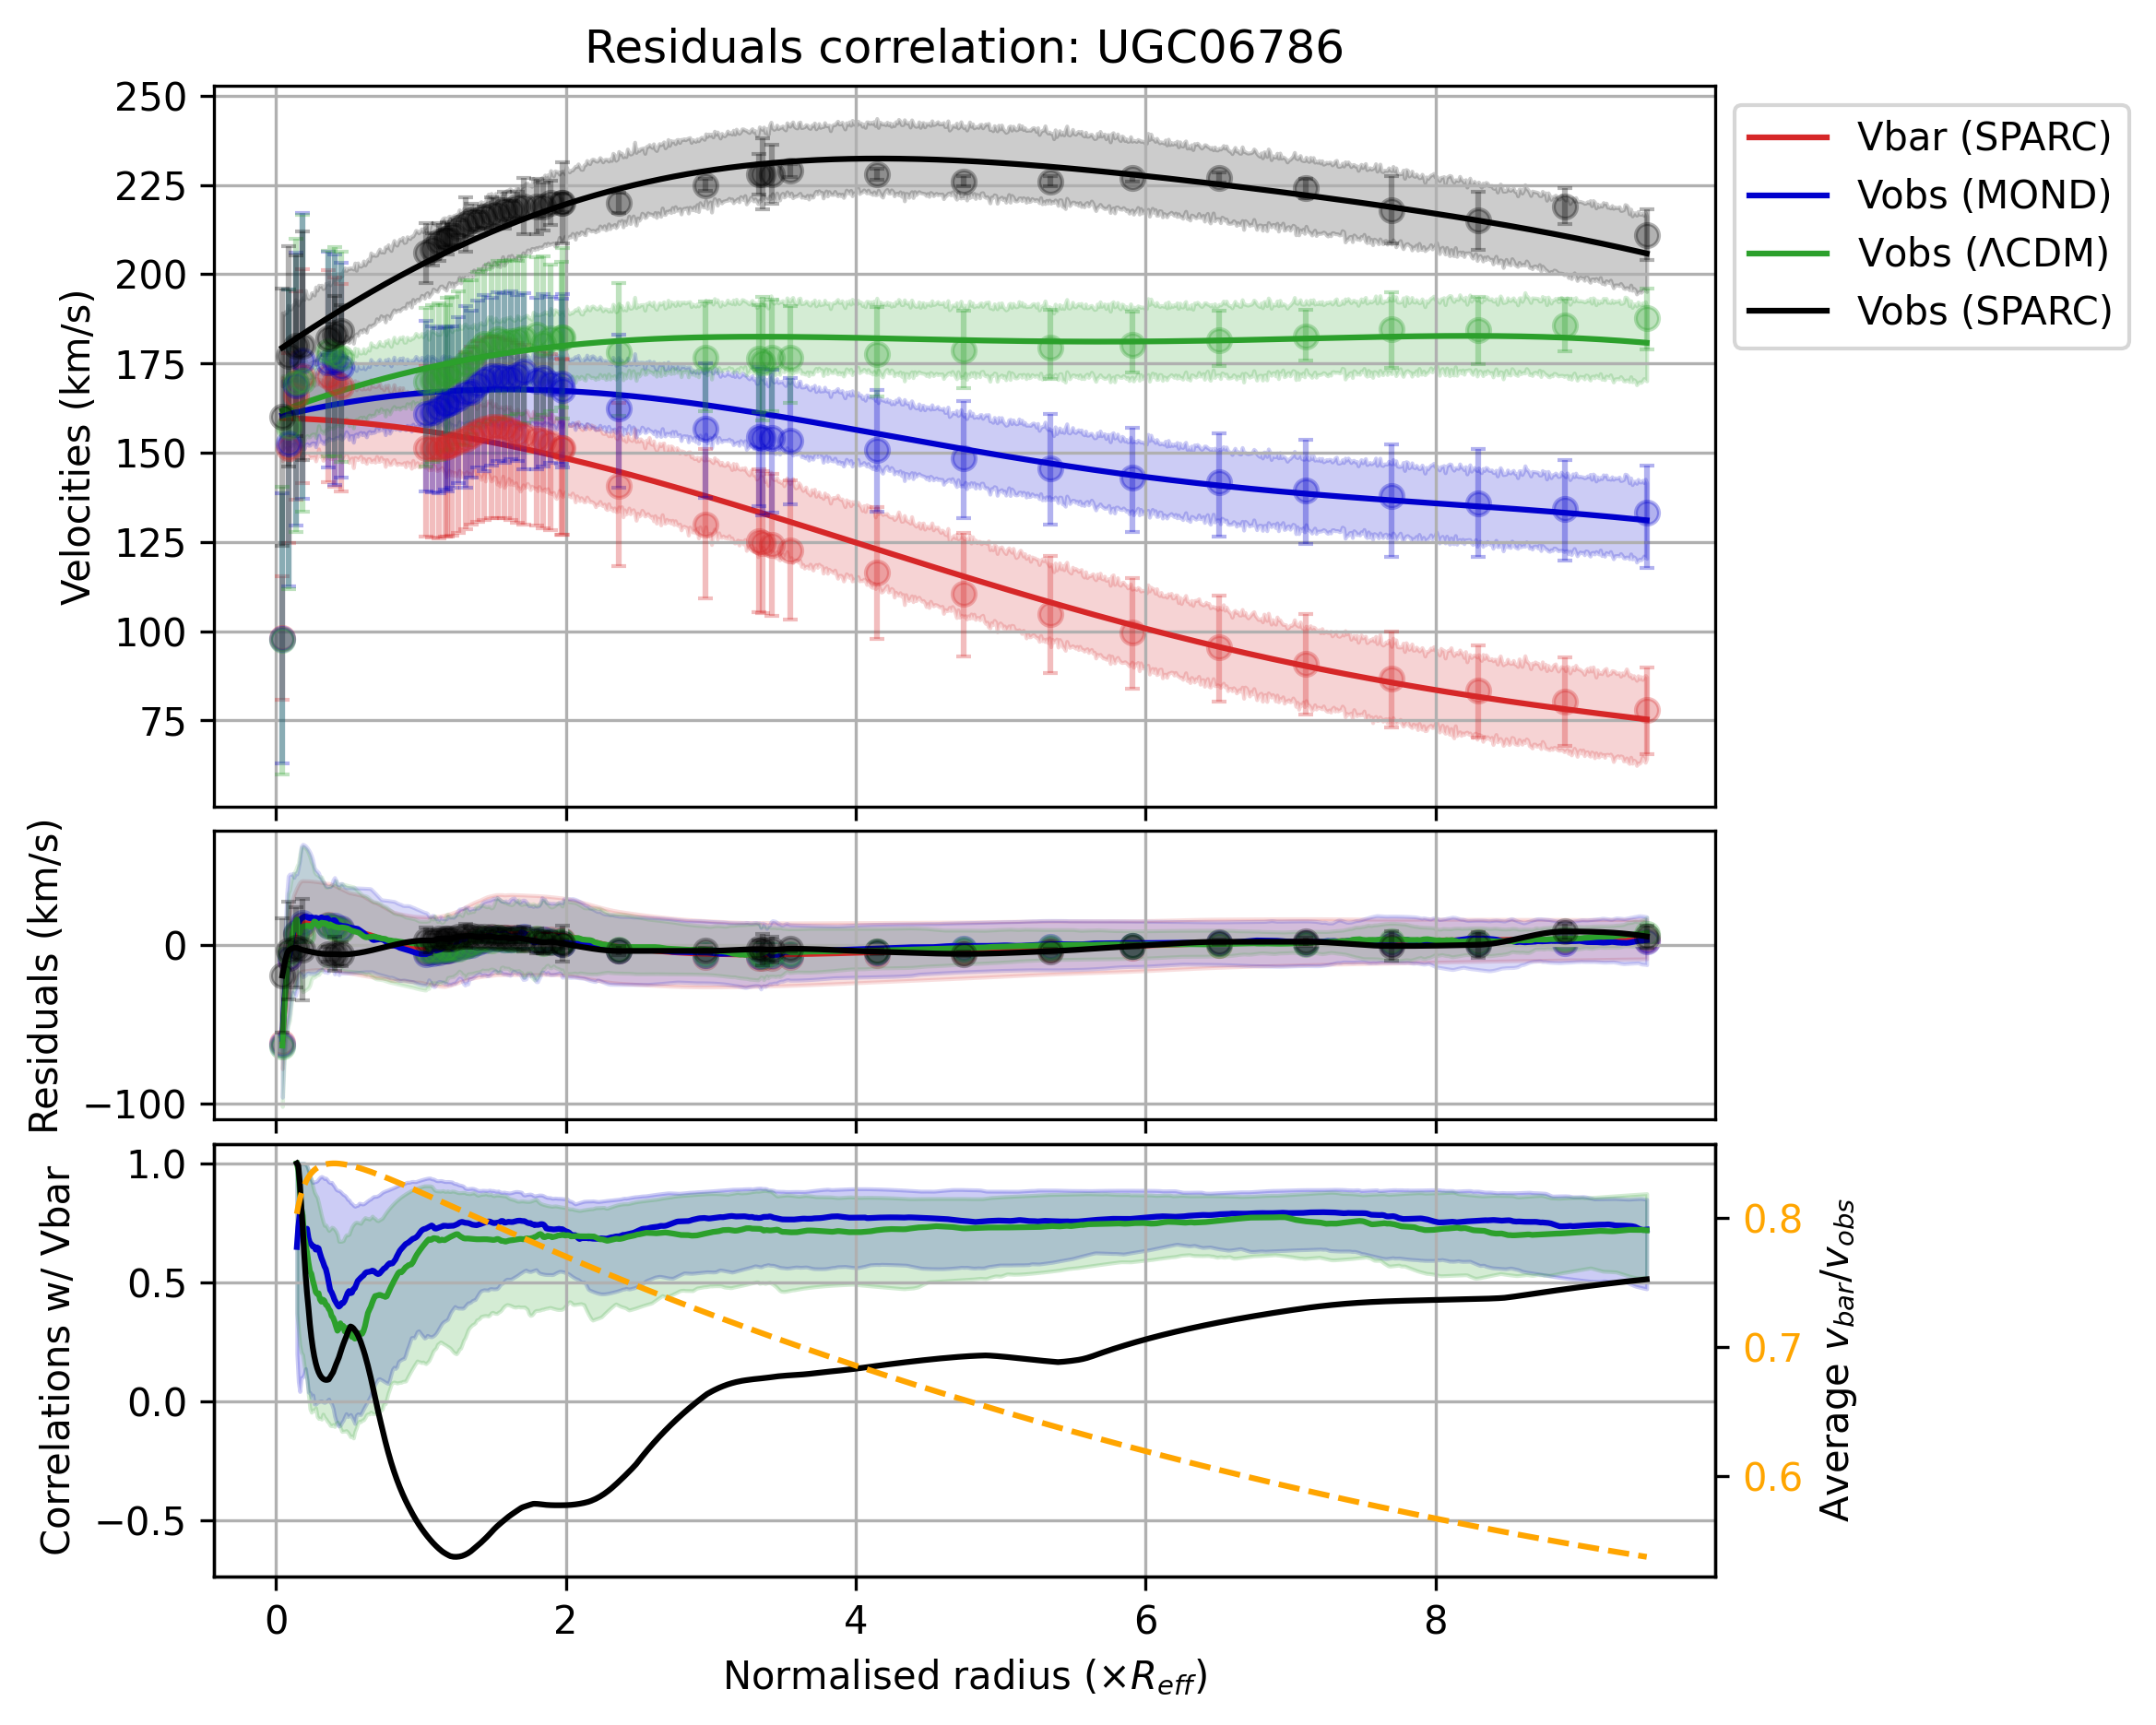 Residuals correlation: UGC06786
250
225
200
175
150
125
100
75
Velocities (km/s)
Vbar (SPARC)
Vobs (MOND)
Vobs (ΛCDM)
Vobs (SPARC)
0
−100
Residuals (km/s)
1.0
0.5
0.0
−0.5
Correlations w/ Vbar
0.8
0.7
0.6
Average v_bar/v_obs
0 2 4 6 8
Normalised radius (×R_eff)